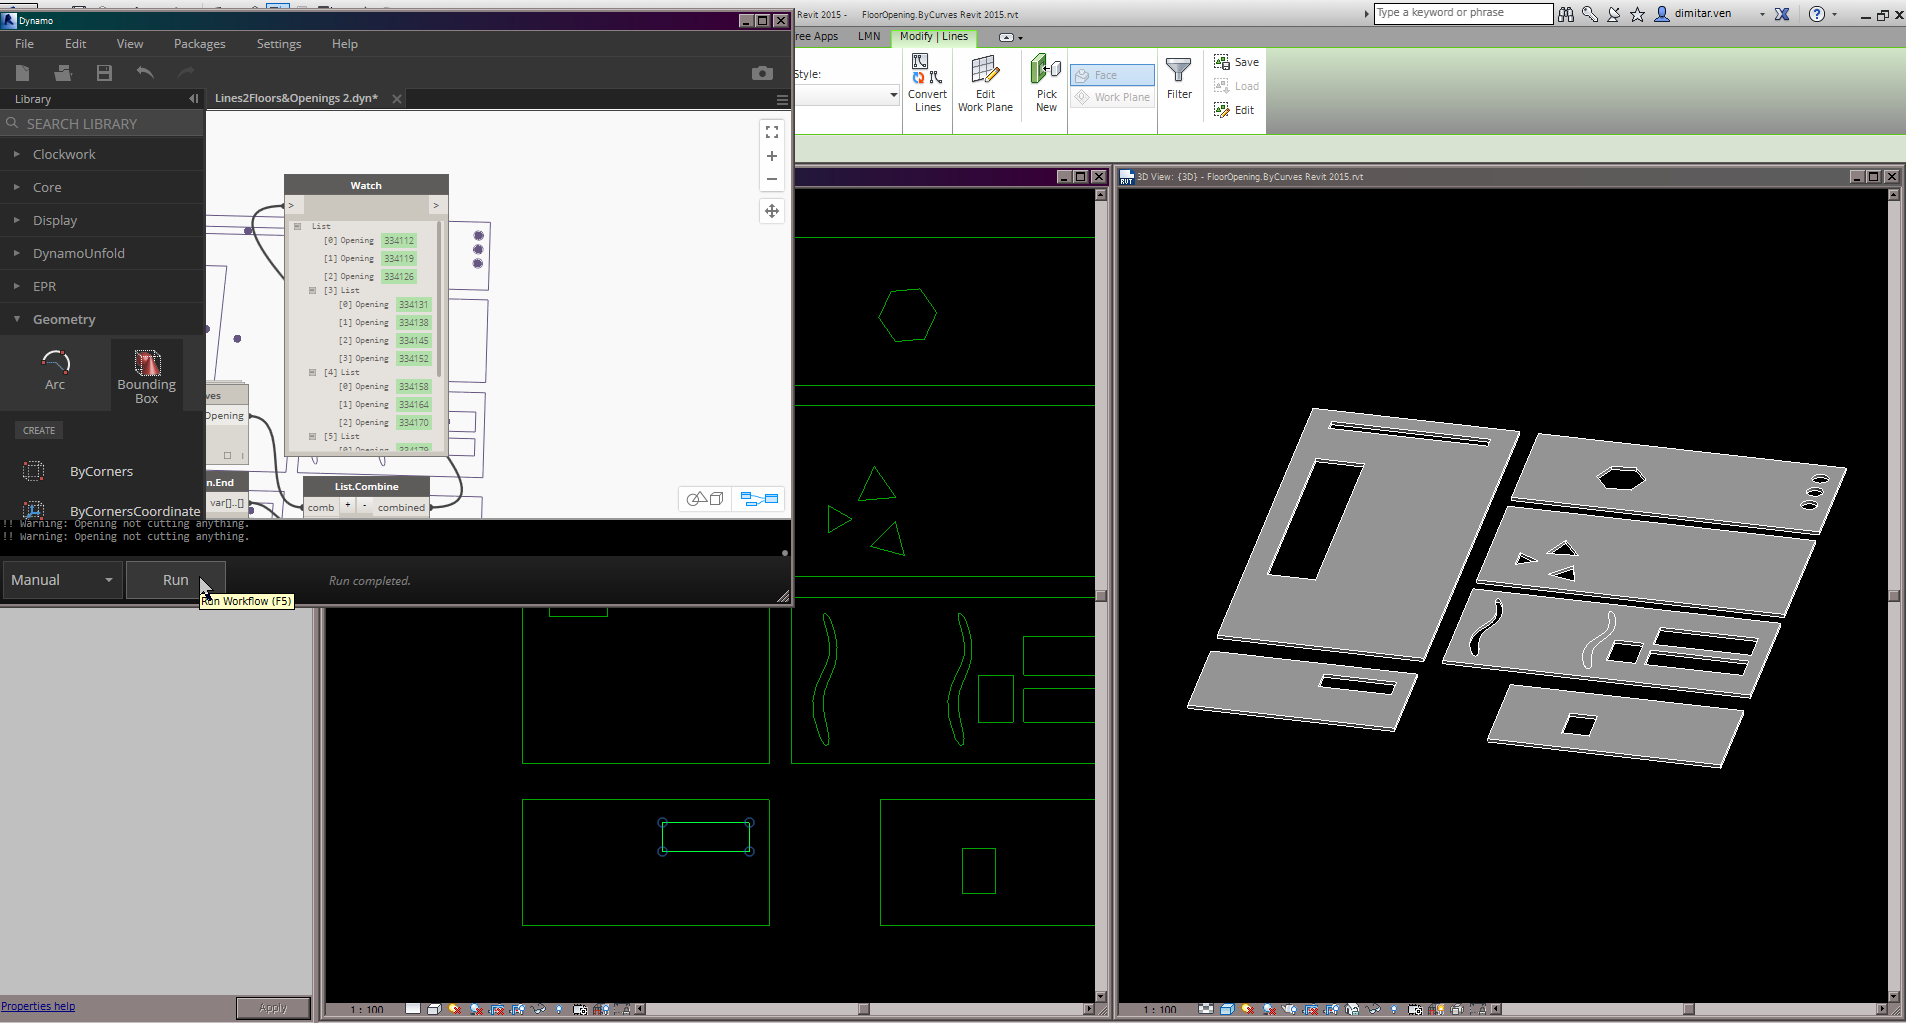 Dynamo
File Edit View Packages Settings Help
Library
Lines2Floors&Openings 2.dyn*
SEARCH LIBRARY
Clockwork
Core
Display
DynamoUnfold
EPR
Geometry
Arc
Bounding
Box
CREATE
ByCorners
ByCornersCoordinate
Watch
> >
List
[0] Opening 334112
[1] Opening 334119
[2] Opening 334126
[3] List
[0] Opening 334131
[1] Opening 334138
[2] Opening 334145
[3] Opening 334152
[4] List
[0] Opening 334158
[1] Opening 334164
[2] Opening 334170
[5] List
[0] Opening 334179
ves
Opening
n.End
var[]..[]
List.Combine
comb + - combined
!! Warning: Opening not cutting anything.
!! Warning: Opening not cutting anything.
Manual
Run
Run completed.
Run Workflow (F5)
Revit 2015 - FloorOpening.ByCurves Revit 2015.rvt
Type a keyword or phrase
dimitar.ven
ree Apps LMN Modify | Lines
Style:
Convert
Lines
Edit
Work Plane
Pick
New
Face
Work Plane
Filter
Save
Load
Edit
3D View: {3D} - FloorOpening.ByCurves Revit 2015.rvt
Properties help
Apply
1 : 100
1 : 100